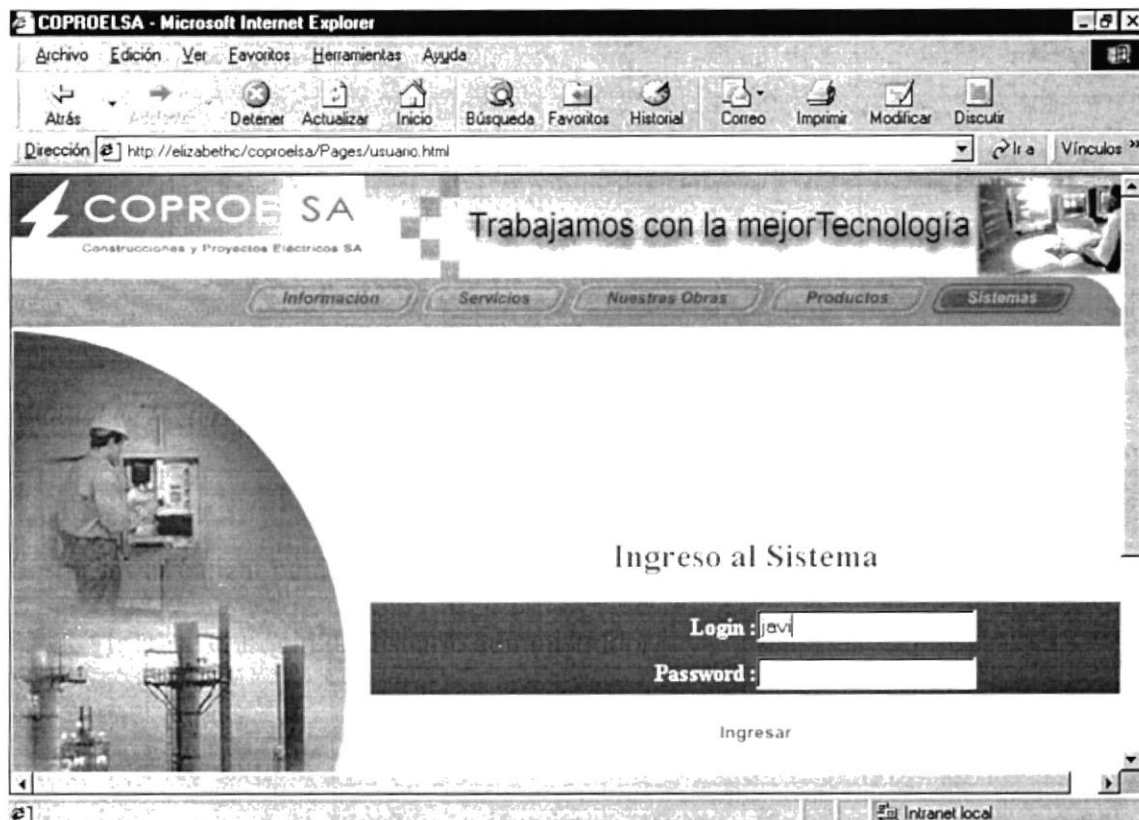 COPROELSA - Microsoft Internet Explorer
Archivo Edición Ver Favoritos Herramientas Ayuda
Atrás Adelante Detener Actualizar Inicio Búsqueda Favoritos Historial Correo Imprimir Modificar Discutir
Dirección http://elizabethc/coproelsa/Pages/usuario.html Ir a Vínculos »
COPROE SA
Construcciones y Proyectos Eléctricos SA
Trabajamos con la mejorTecnología
Información Servicios Nuestras Obras Productos Sistemas
Ingreso al Sistema
Login : javi
Password :
Ingresar
Intranet local